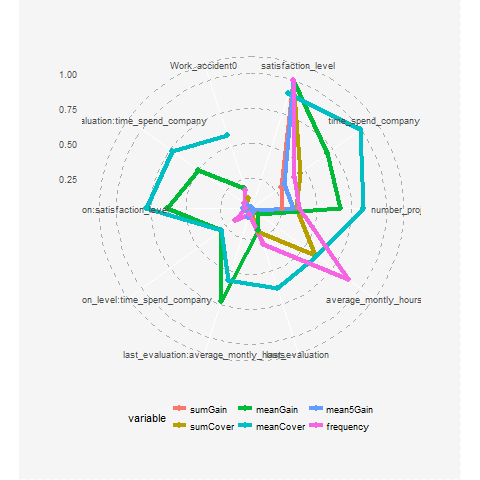 Work_accident0
satisfaction_level
1.00
0.75
0.50
0.25
aluation:time_spend_company
time_spend_company
on:satisfaction_level
number_proj
on_level:time_spend_company
average_montly_hours
last_evaluation:average_montly_hours
last_evaluation
variable
sumGain
meanGain
mean5Gain
sumCover
meanCover
frequency